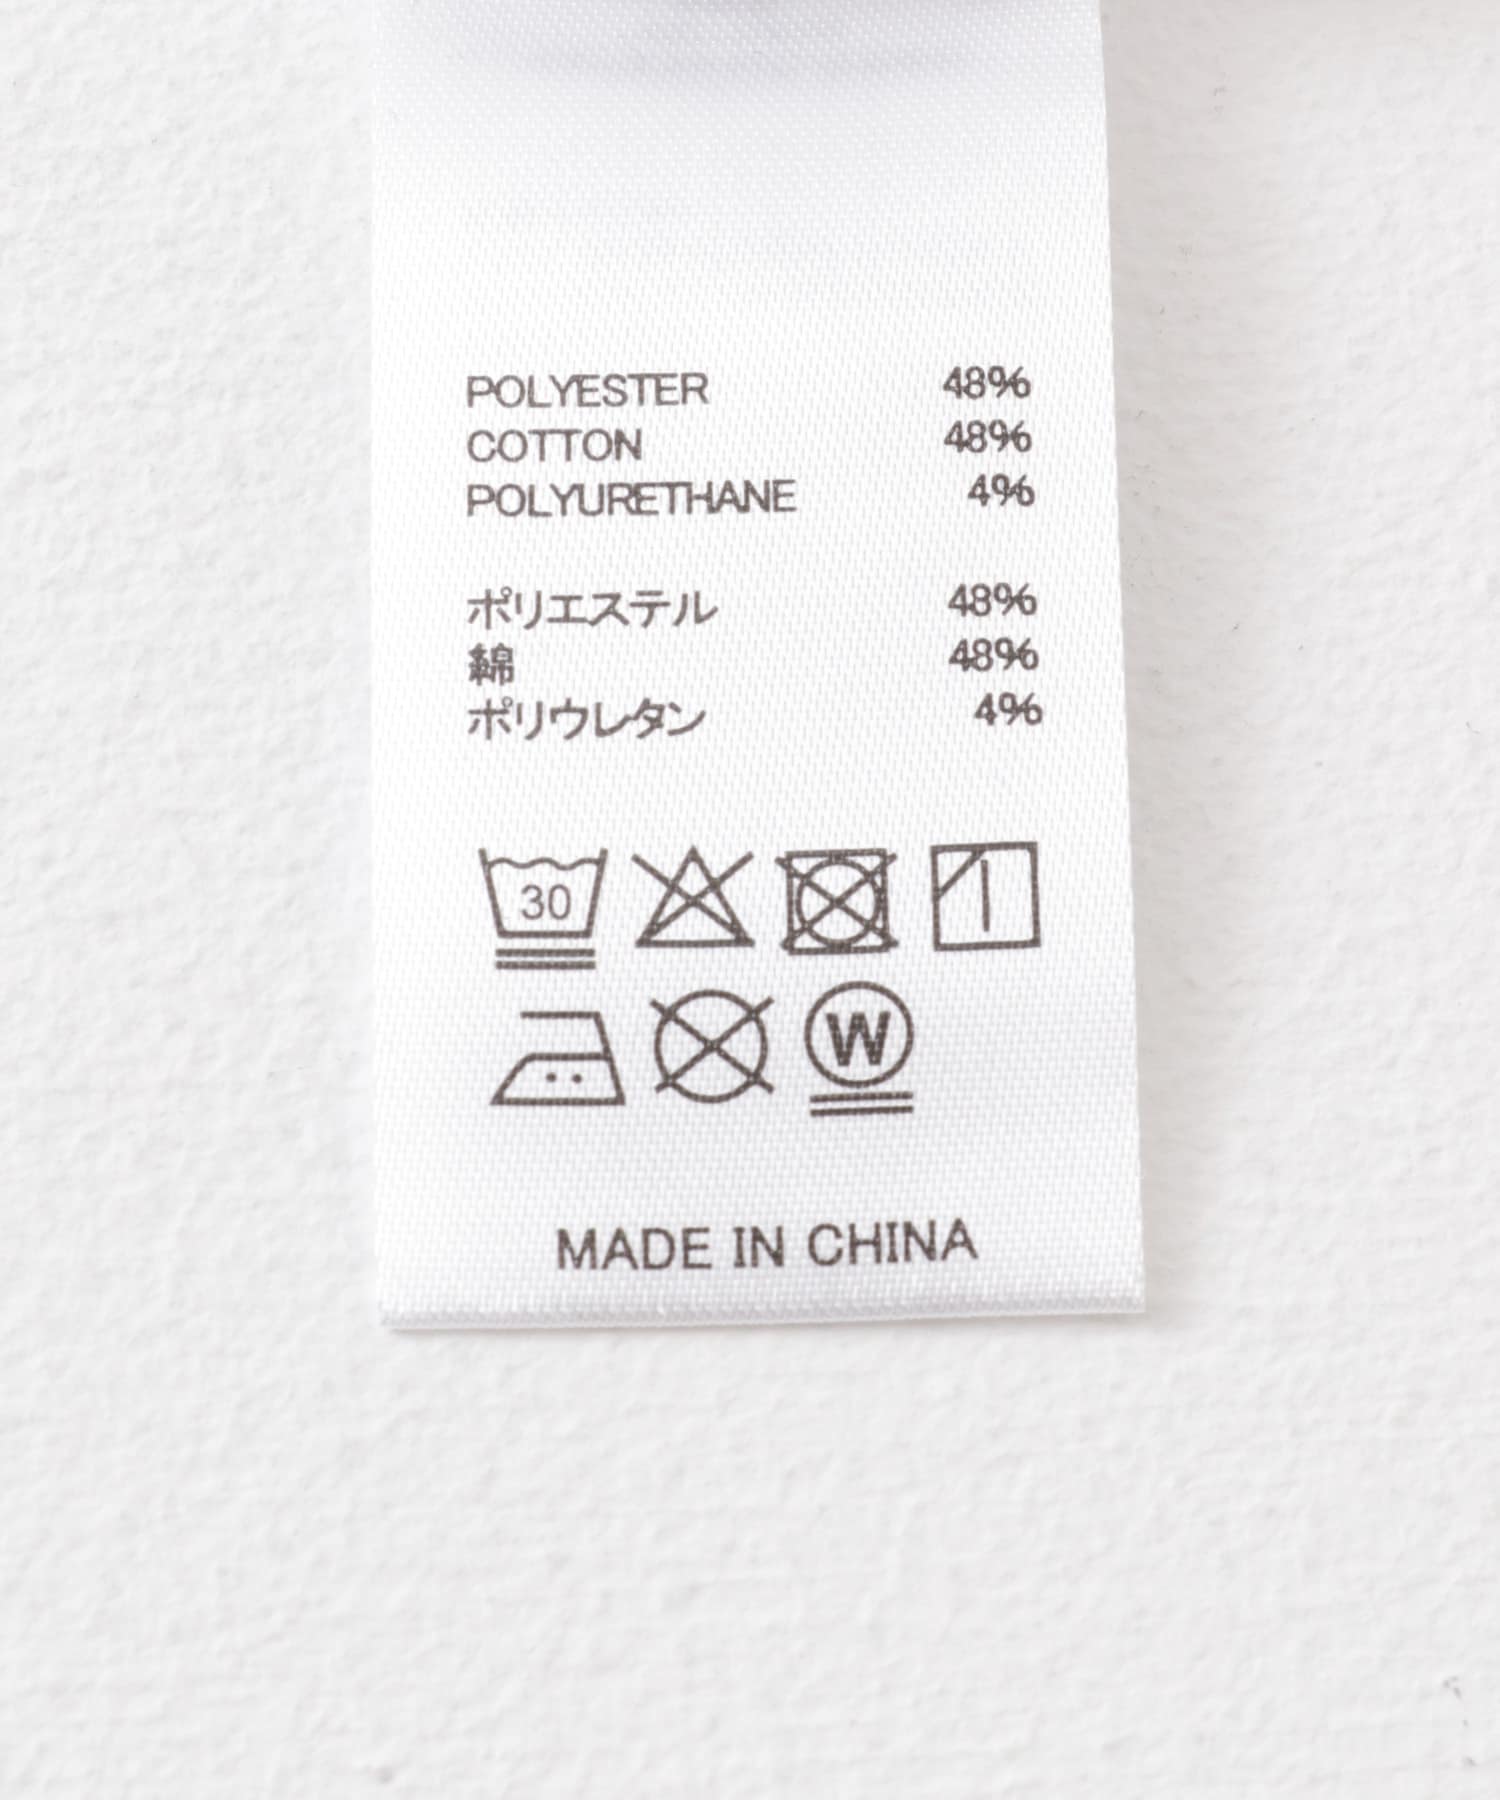 POLYESTER 48%
COTTON 48%
POLYURETHANE 4%
ポリエステル 48%
綿 48%
ポリウレタン 4%
30
W
MADE IN CHINA